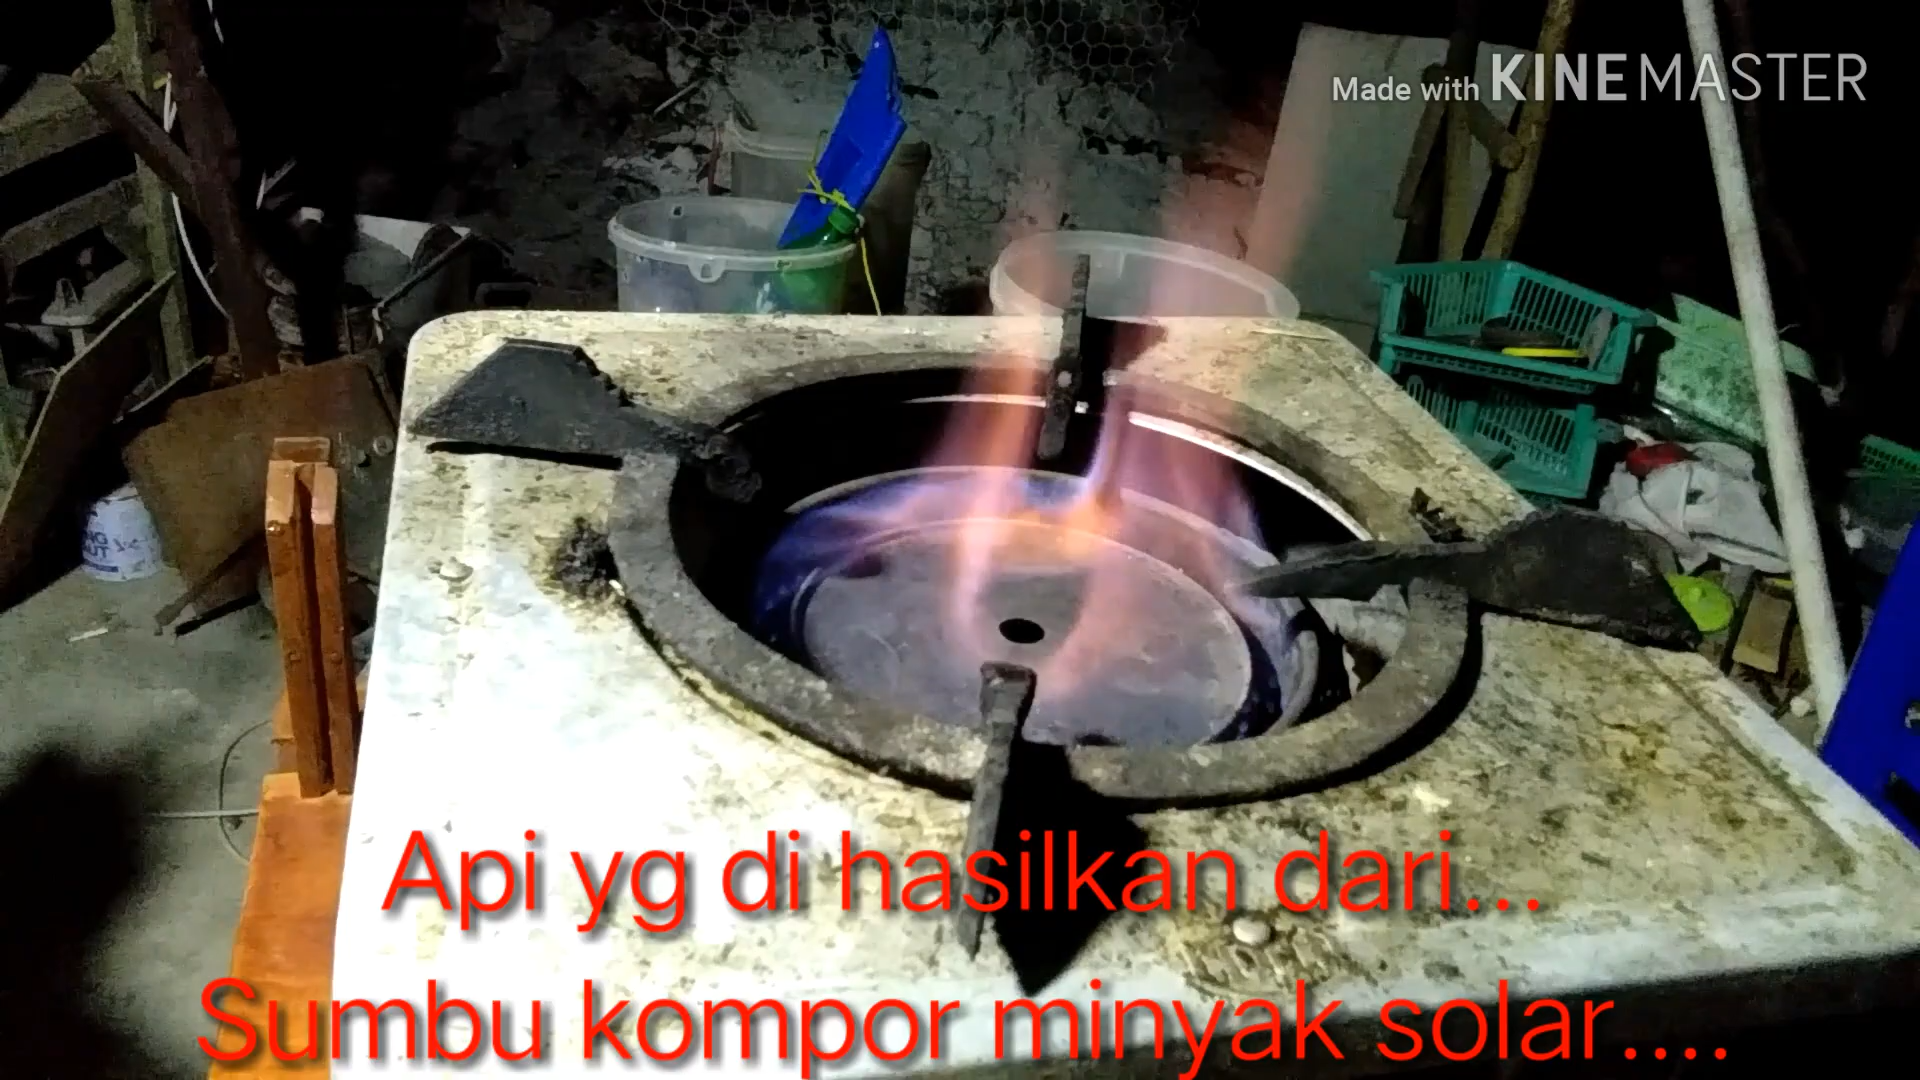 Made with KINEMASTER
Api yg di hasilkan dari...
Sumbu kompor minyak solar....